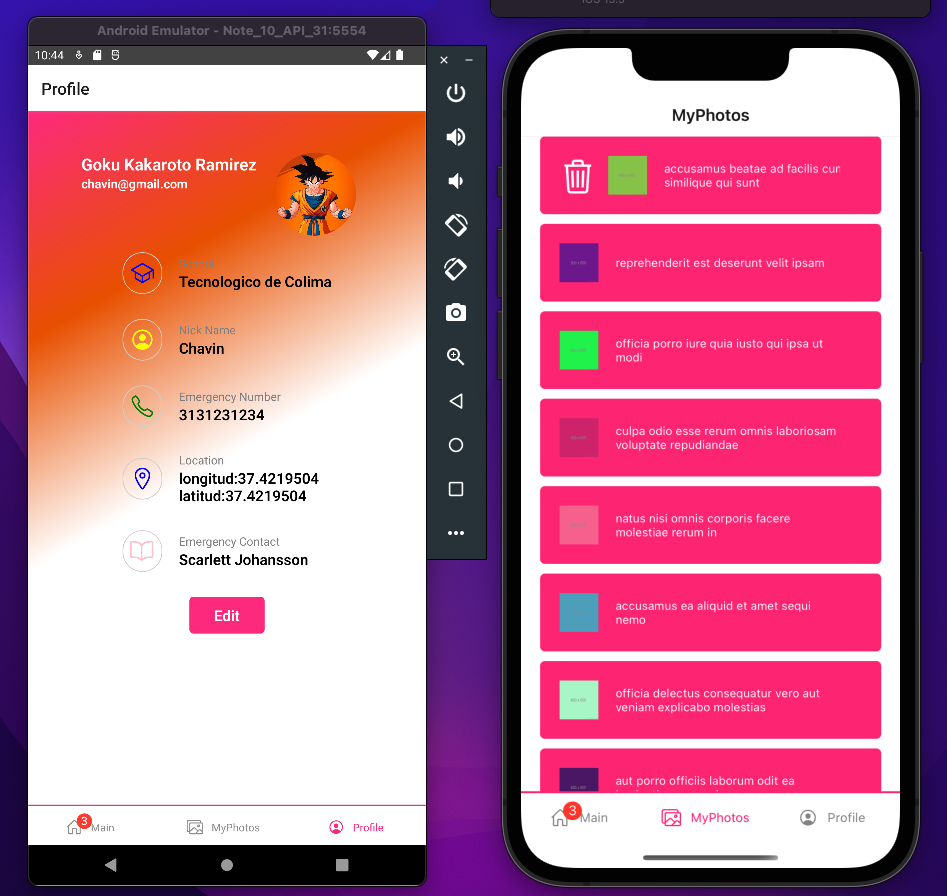 Android Emulator - Note_10_API_31:5554
10:44
Profile
Goku Kakaroto Ramirez
chavin@gmail.com
Tecnologico de Colima
Nick Name
Chavin
Emergency Number
3131231234
Location
longitud:37.4219504
latitud:37.4219504
Emergency Contact
Scarlett Johansson
Edit
3
Main
MyPhotos
Profile
MyPhotos
accusamus beatae ad facilis cum
similique qui sunt
reprehenderit est deserunt velit ipsam
officia porro iure quia iusto qui ipsa ut
modi
culpa odio esse rerum omnis laboriosam
voluptate repudiandae
natus nisi omnis corporis facere
molestiae rerum in
accusamus ea aliquid et amet sequi
nemo
officia delectus consequatur vero aut
veniam explicabo molestias
aut porro officiis laborum odit ea
3
Main
MyPhotos
Profile